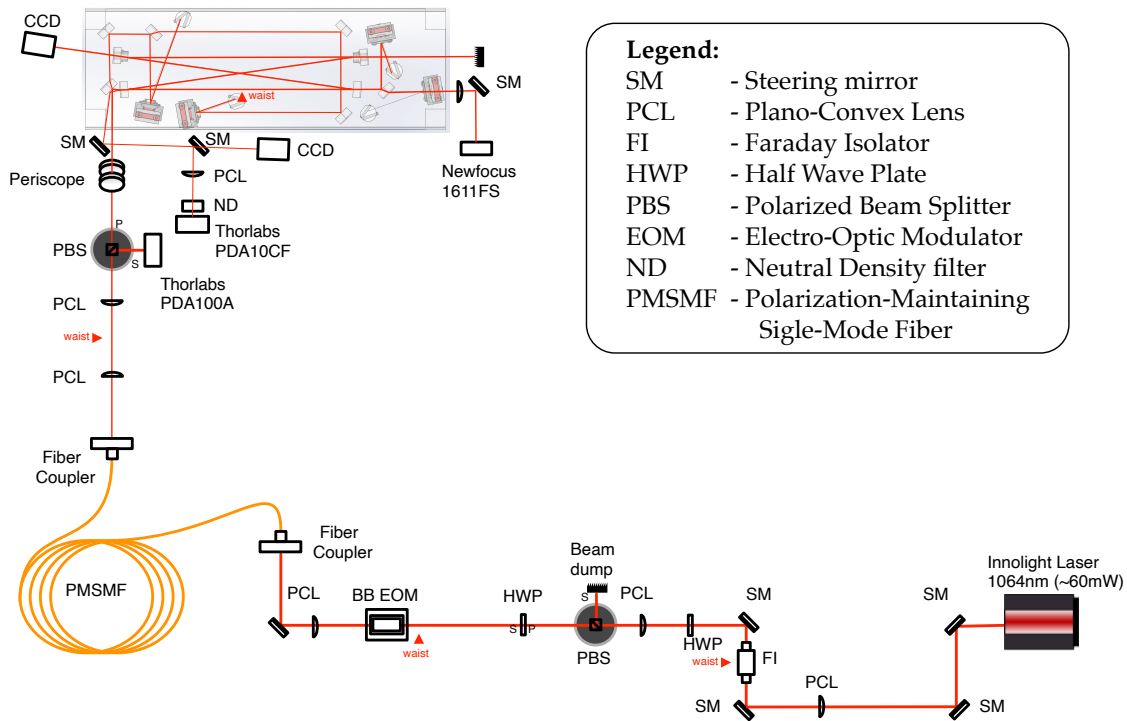 CCD
waist
SM
Newfocus
1611FS
SM
SM
CCD
PCL
Periscope
ND
Thorlabs
PDA10CF
P
PBS
S
Thorlabs
PDA100A
PCL
waist
PCL
Fiber
Coupler
PMSMF
Fiber
Coupler
PCL
BB EOM
waist
HWP
S P
Beam
dump
S
PBS
PCL
HWP
SM
waist
FI
SM
PCL
SM
SM
Innolight Laser
1064nm (~60mW)
Legend:
SM - Steering mirror
PCL - Plano-Convex Lens
FI - Faraday Isolator
HWP - Half Wave Plate
PBS - Polarized Beam Splitter
EOM - Electro-Optic Modulator
ND - Neutral Density filter
PMSMF - Polarization-Maintaining
Sigle-Mode Fiber